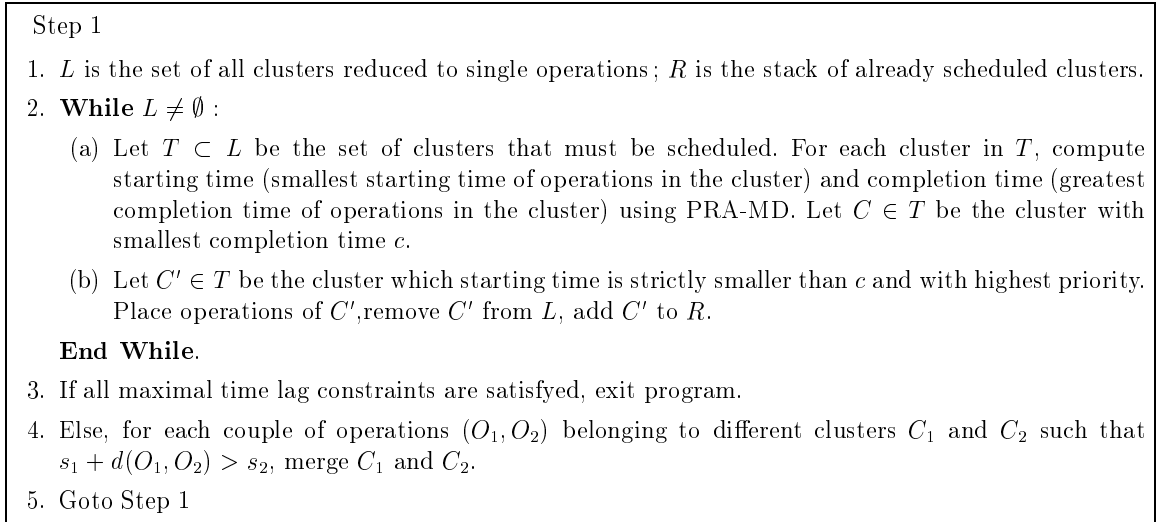 Step 1
1. L is the set of all clusters reduced to single operations ; R is the stack of already scheduled clusters.
2. While L ≠ ∅ :
(a) Let T ⊂ L be the set of clusters that must be scheduled. For each cluster in T, compute
starting time (smallest starting time of operations in the cluster) and completion time (greatest
completion time of operations in the cluster) using PRA-MD. Let C ∈ T be the cluster with
smallest completion time c.
(b) Let C′ ∈ T be the cluster which starting time is strictly smaller than c and with highest priority.
Place operations of C′,remove C′ from L, add C′ to R.
End While.
3. If all maximal time lag constraints are satisfyed, exit program.
4. Else, for each couple of operations (O₁, O₂) belonging to different clusters C₁ and C₂ such that
s₁ + d(O₁, O₂) > s₂, merge C₁ and C₂.
5. Goto Step 1